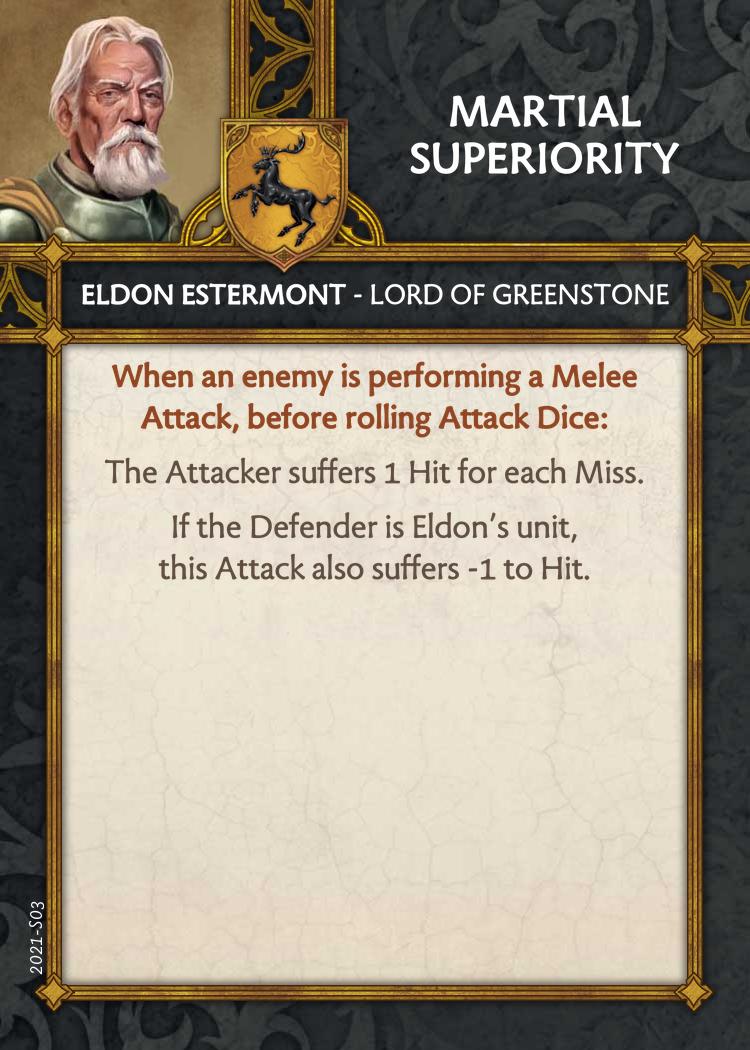 MARTIAL
SUPERIORITY
ELDON ESTERMONT - LORD OF GREENSTONE
When an enemy is performing a Melee
Attack, before rolling Attack Dice:
The Attacker suffers 1 Hit for each Miss.
If the Defender is Eldon's unit,
this Attack also suffers -1 to Hit.
2021-S03